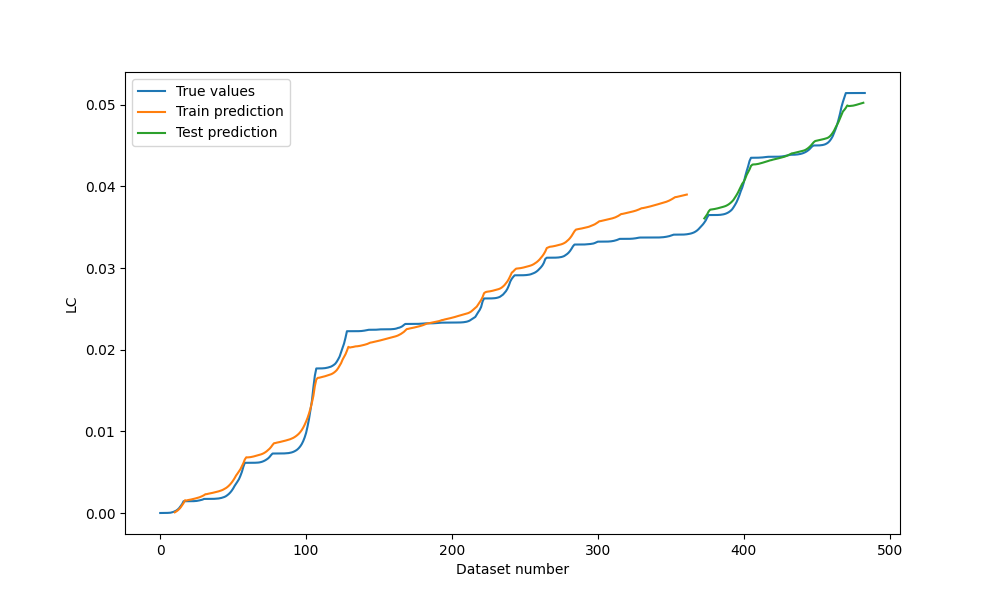 True values
Train prediction
Test prediction
0.05
0.04
0.03
0.02
0.01
0.00
LC
0 100 200 300 400 500
Dataset number